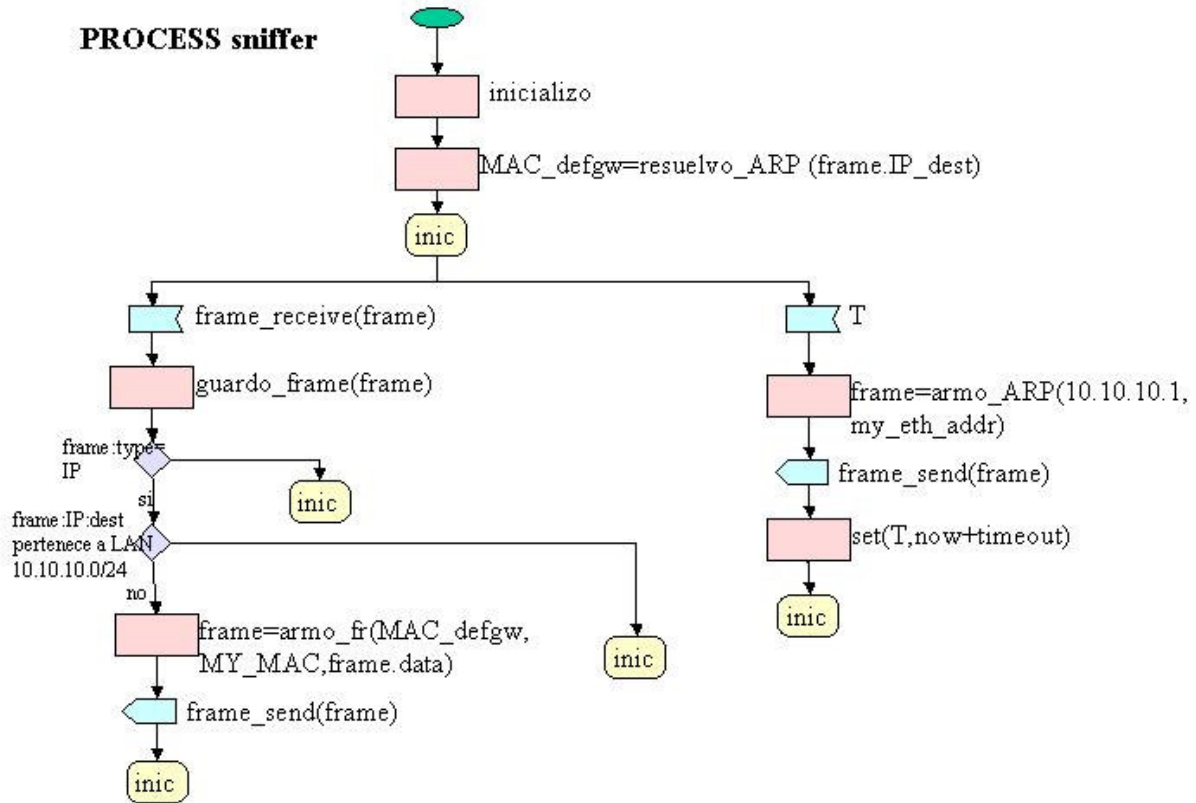 PROCESS sniffer
inicializo
MAC_defgw=resuelvo_ARP (frame.IP_dest)
inic
frame_receive(frame)
guardo_frame(frame)
frame:type=
IP
si
inic
frame:IP:dest
pertenece a LAN
10.10.10.0/24
no
inic
frame=armo_fr(MAC_defgw,
MY_MAC,frame.data)
frame_send(frame)
inic
T
frame=armo_ARP(10.10.10.1,
my_eth_addr)
frame_send(frame)
set(T,now+timeout)
inic